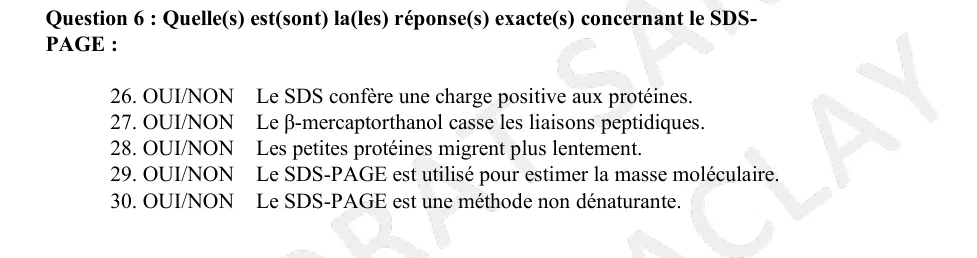 Question 6 : Quelle(s) est(sont) la(les) réponse(s) exacte(s) concernant le SDS-
PAGE :
26. OUI/NON Le SDS confère une charge positive aux protéines.
27. OUI/NON Le β-mercaptorthanol casse les liaisons peptidiques.
28. OUI/NON Les petites protéines migrent plus lentement.
29. OUI/NON Le SDS-PAGE est utilisé pour estimer la masse moléculaire.
30. OUI/NON Le SDS-PAGE est une méthode non dénaturante.